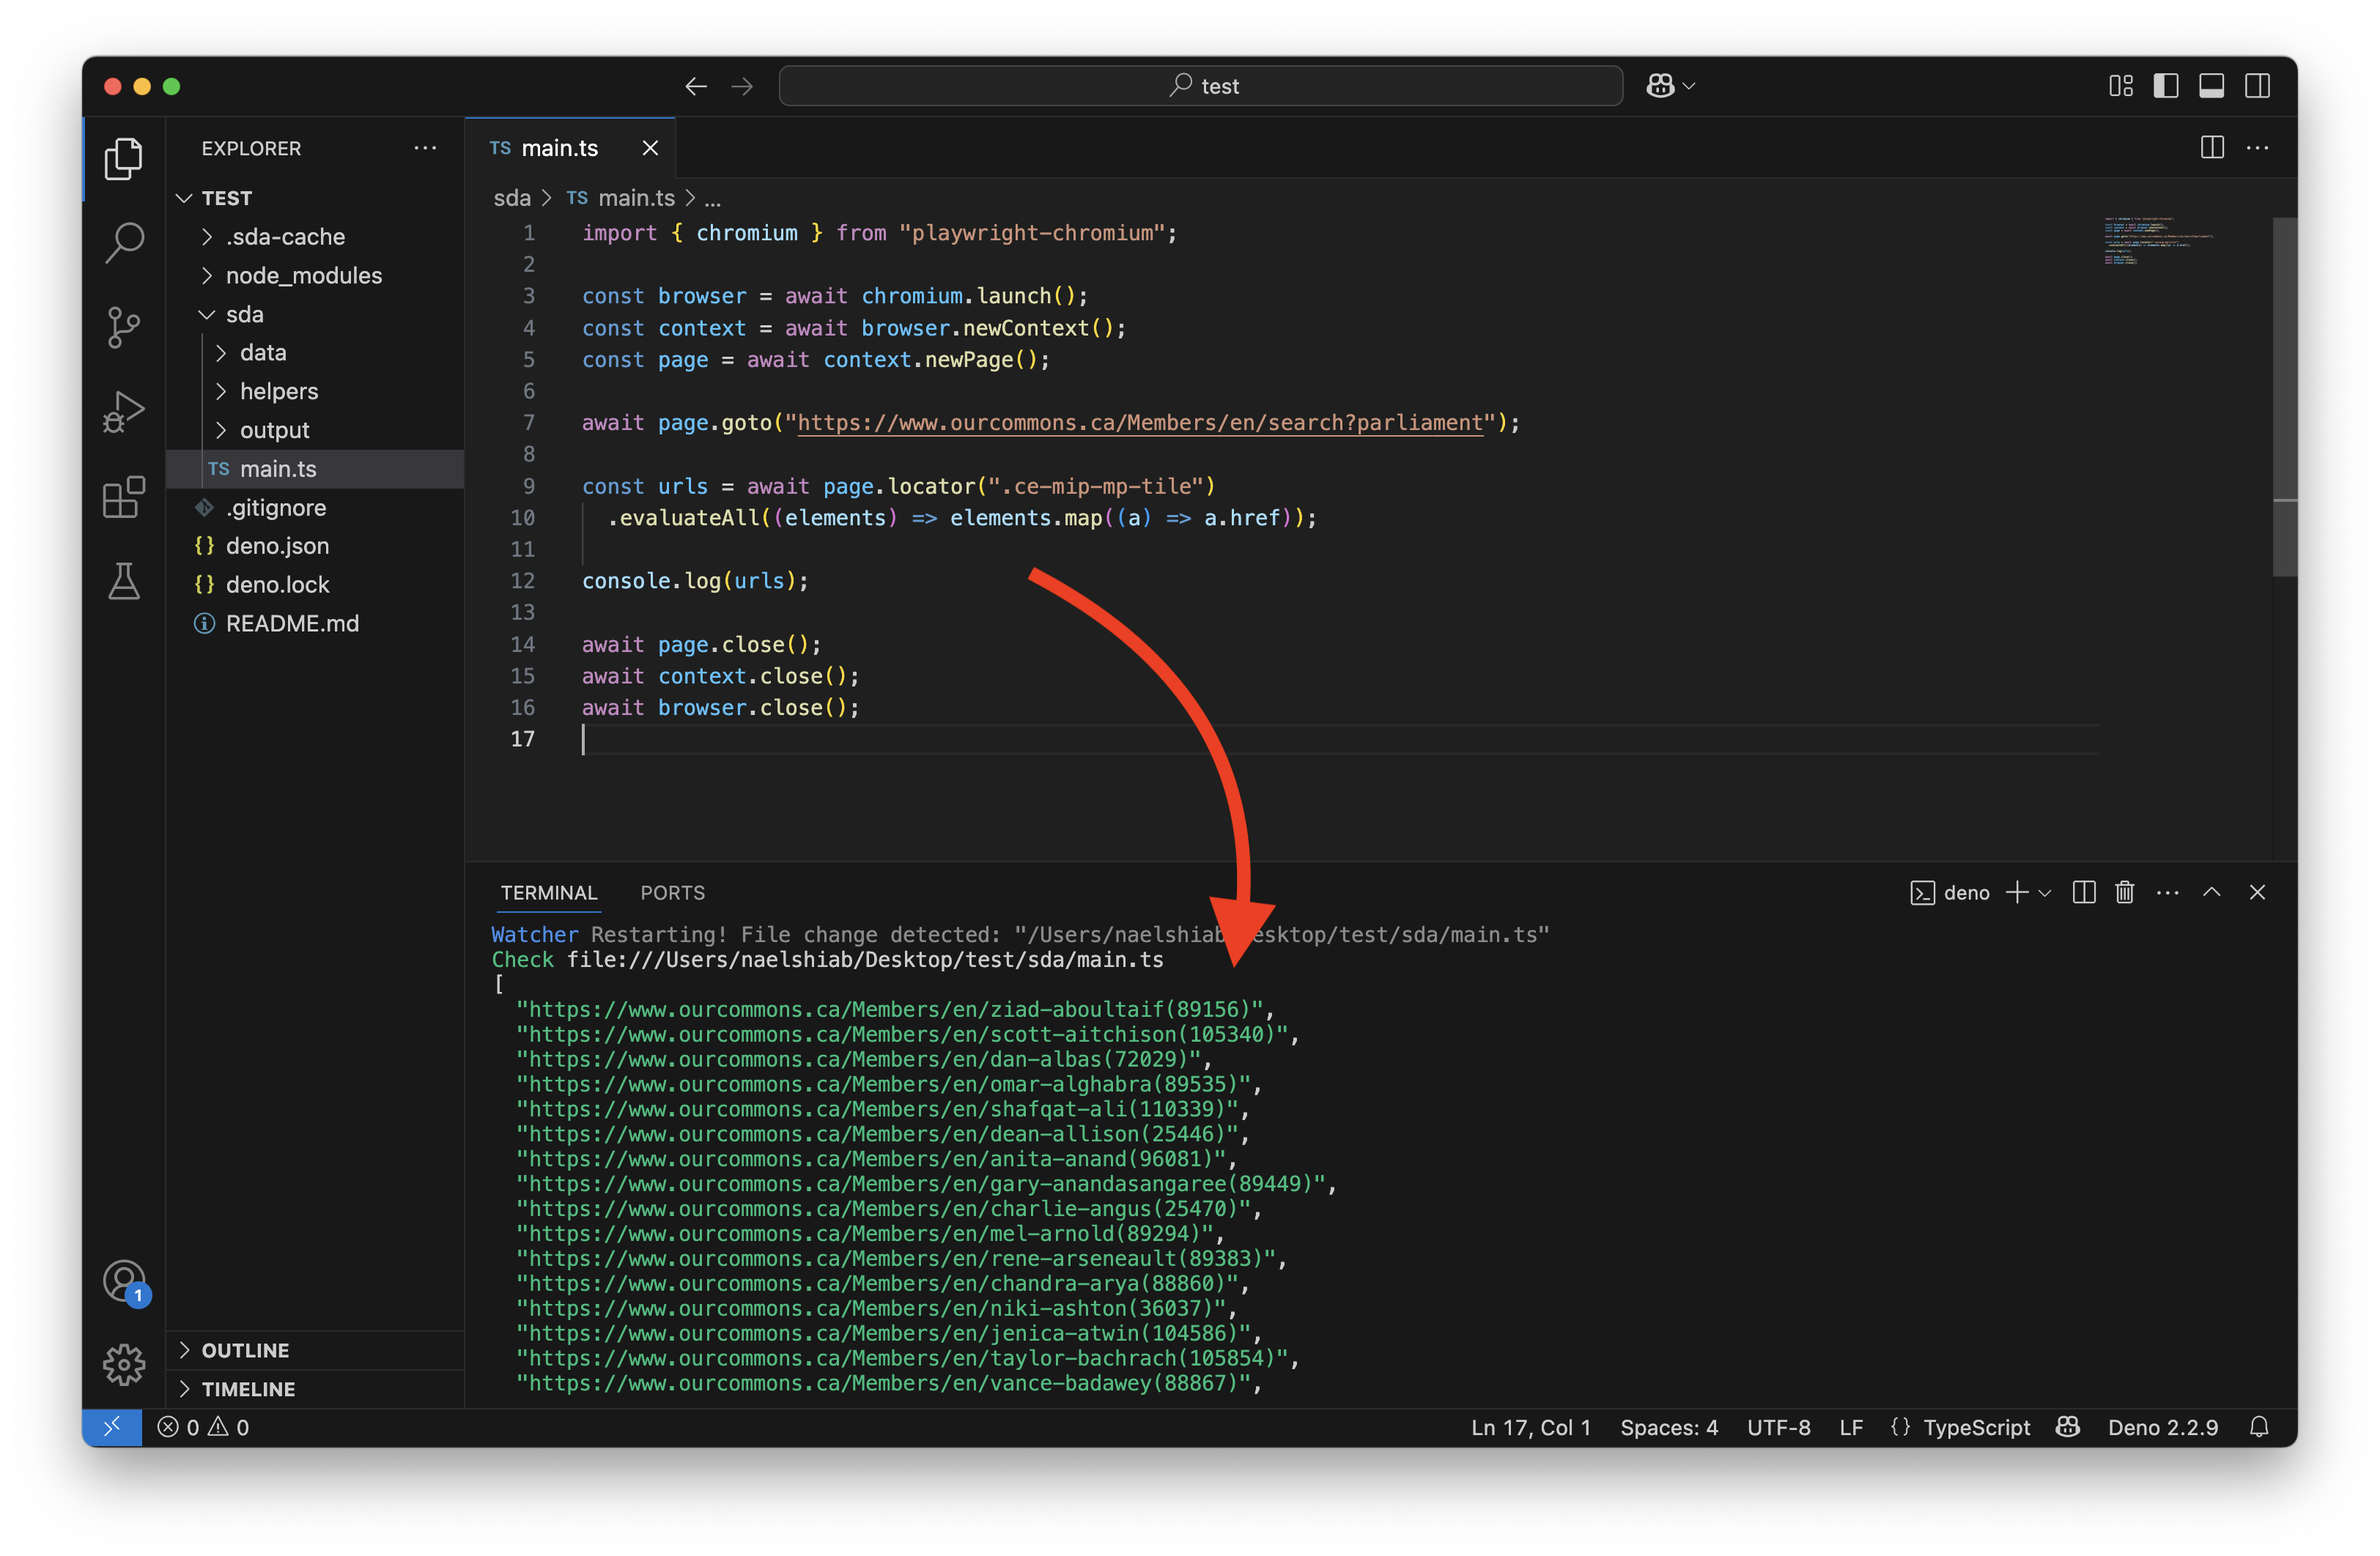 test
EXPLORER
TS main.ts
TEST
.sda-cache
node_modules
sda
data
helpers
output
TS main.ts
.gitignore
{} deno.json
{} deno.lock
README.md
OUTLINE
TIMELINE
sda > TS main.ts > ...
1 import { chromium } from "playwright-chromium";
2
3 const browser = await chromium.launch();
4 const context = await browser.newContext();
5 const page = await context.newPage();
6
7 await page.goto("https://www.ourcommons.ca/Members/en/search?parliament");
8
9 const urls = await page.locator(".ce-mip-mp-tile")
10 .evaluateAll((elements) => elements.map((a) => a.href));
11
12 console.log(urls);
13
14 await page.close();
15 await context.close();
16 await browser.close();
17
TERMINAL PORTS
deno
Watcher Restarting! File change detected: "/Users/naelshiab esktop/test/sda/main.ts"
Check file:///Users/naelshiab/Desktop/test/sda/main.ts
[
"https://www.ourcommons.ca/Members/en/ziad-aboultaif(89156)",
"https://www.ourcommons.ca/Members/en/scott-aitchison(105340)",
"https://www.ourcommons.ca/Members/en/dan-albas(72029)",
"https://www.ourcommons.ca/Members/en/omar-alghabra(89535)",
"https://www.ourcommons.ca/Members/en/shafqat-ali(110339)",
"https://www.ourcommons.ca/Members/en/dean-allison(25446)",
"https://www.ourcommons.ca/Members/en/anita-anand(96081)",
"https://www.ourcommons.ca/Members/en/gary-anandasangaree(89449)",
"https://www.ourcommons.ca/Members/en/charlie-angus(25470)",
"https://www.ourcommons.ca/Members/en/mel-arnold(89294)",
"https://www.ourcommons.ca/Members/en/rene-arseneault(89383)",
"https://www.ourcommons.ca/Members/en/chandra-arya(88860)",
"https://www.ourcommons.ca/Members/en/niki-ashton(36037)",
"https://www.ourcommons.ca/Members/en/jenica-atwin(104586)",
"https://www.ourcommons.ca/Members/en/taylor-bachrach(105854)",
"https://www.ourcommons.ca/Members/en/vance-badawey(88867)",
1
0 0
Ln 17, Col 1 Spaces: 4 UTF-8 LF {} TypeScript Deno 2.2.9